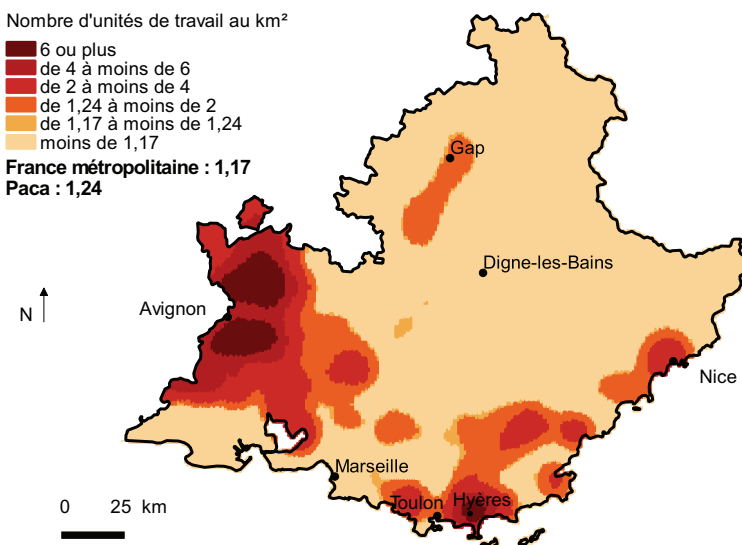 Nombre d'unités de travail au km²
6 ou plus
de 4 à moins de 6
de 2 à moins de 4
de 1,24 à moins de 2
de 1,17 à moins de 1,24
moins de 1,17
France métropolitaine : 1,17
Paca : 1,24
Gap
Digne-les-Bains
N
Avignon
Nice
Marseille
Toulon
Hyères
0 25 km